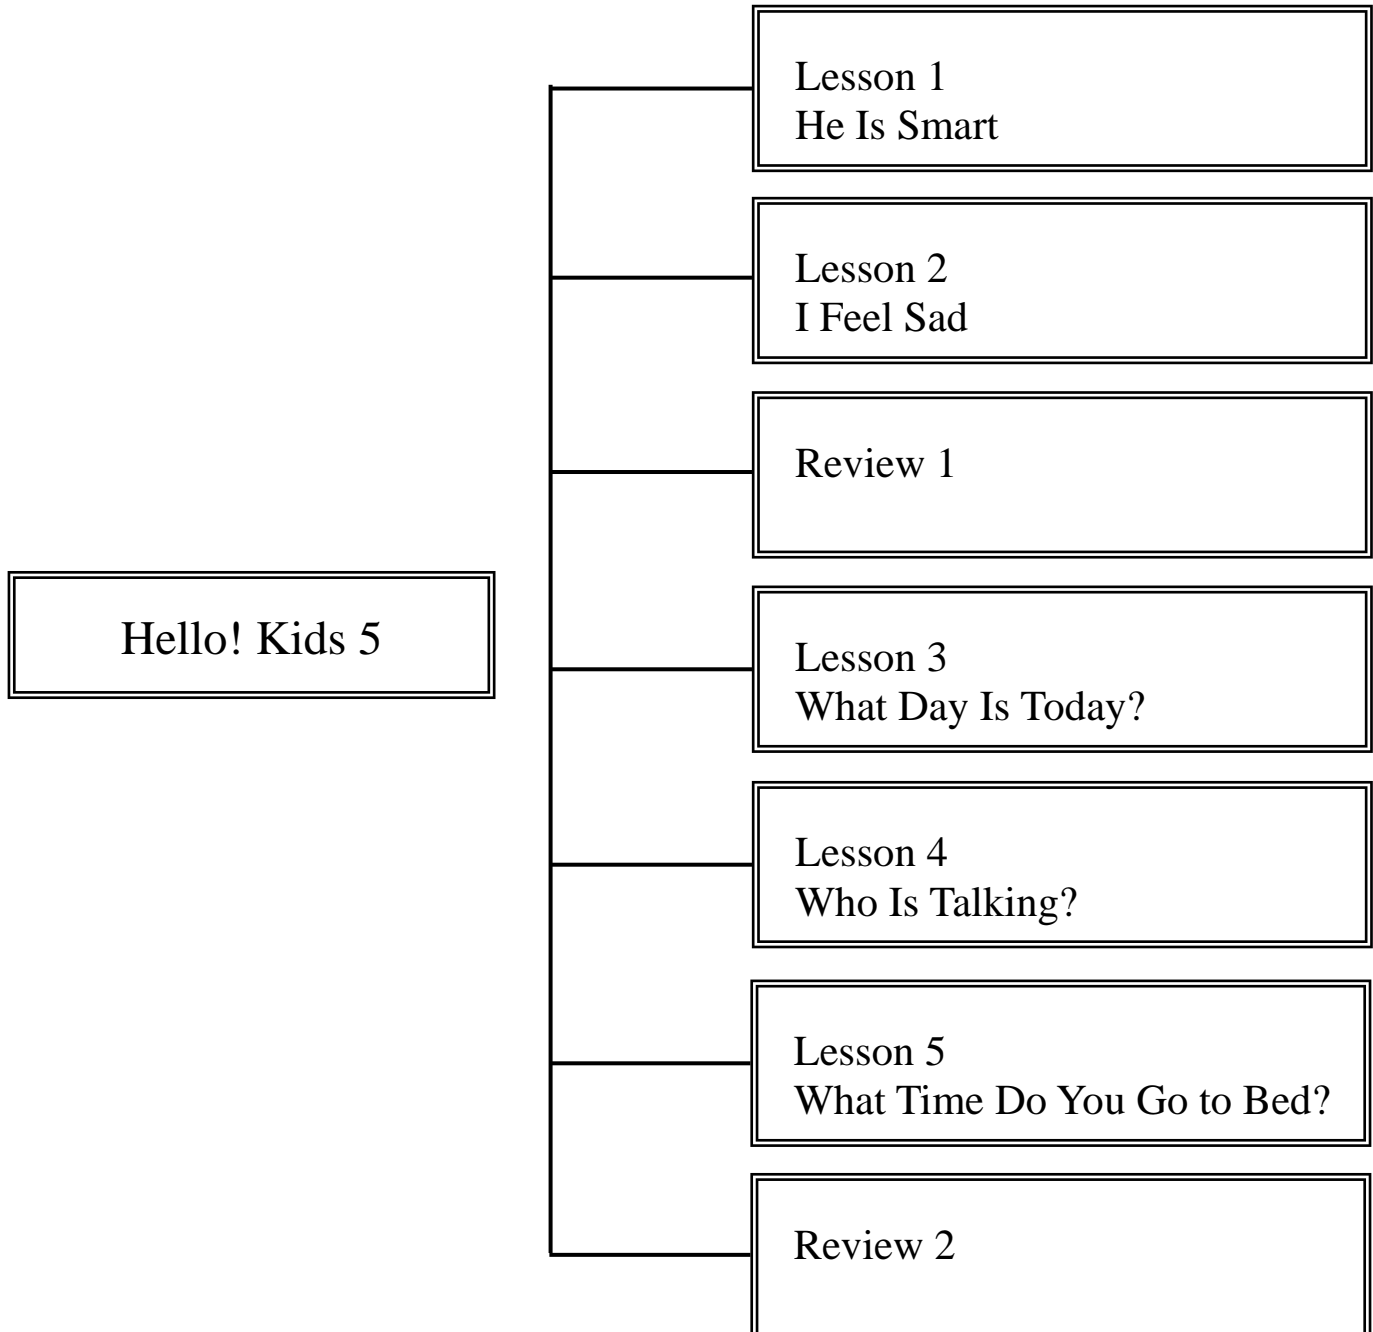 Hello! Kids 5
Lesson 1
He Is Smart
Lesson 2
I Feel Sad
Review 1
Lesson 3
What Day Is Today?
Lesson 4
Who Is Talking?
Lesson 5
What Time Do You Go to Bed?
Review 2